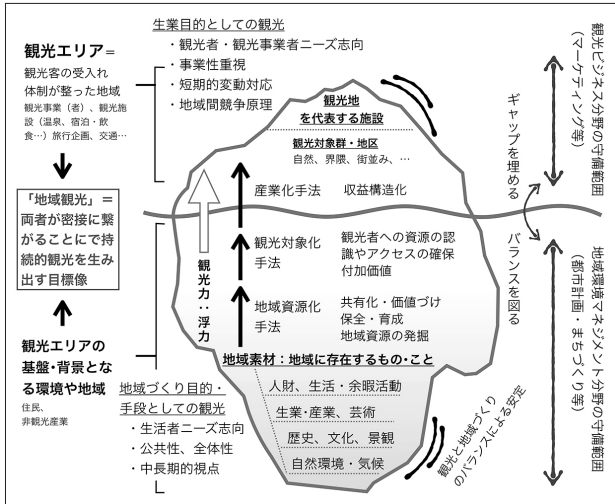 観光エリア＝
観光客の受入れ
体制が整った地域
観光事業（者）、観光施
設（温泉、宿泊・飲
食…）旅行企画、交通…
「地域観光」＝
両者が密接に繋
がることにで持
続的観光を生み
出す目標像
観光エリアの
基盤・背景とな
る環境や地域
住民、
非観光産業
生業目的としての観光
・観光者・観光事業者ニーズ志向
・事業性重視
・短期的変動対応
・地域間競争原理
観光地
を代表する施設
観光対象群・地区
自然、界隈、街並み、…
産業化手法
収益構造化
観光対象化
手法
観光者への資源の認
識やアクセスの確保
付加価値
地域資源化
手法
共有化・価値づけ
保全・育成
地域資源の発掘
観光力：浮力
地域素材：地域に存在するもの・こと
人財、生活・余暇活動
生業・産業、芸術
歴史、文化、景観
自然環境・気候
地域づくり目的・
手段としての観光
・生活者ニーズ志向
・公共性、全体性
・中長期的視点
観光と地域づくり
のバランスによる安定
ギャップを埋める
バランスを図る
観光ビジネス分野の守備範囲
（マーケティング等）
地域環境マネジメント分野の守備範囲
（都市計画・まちづくり等）